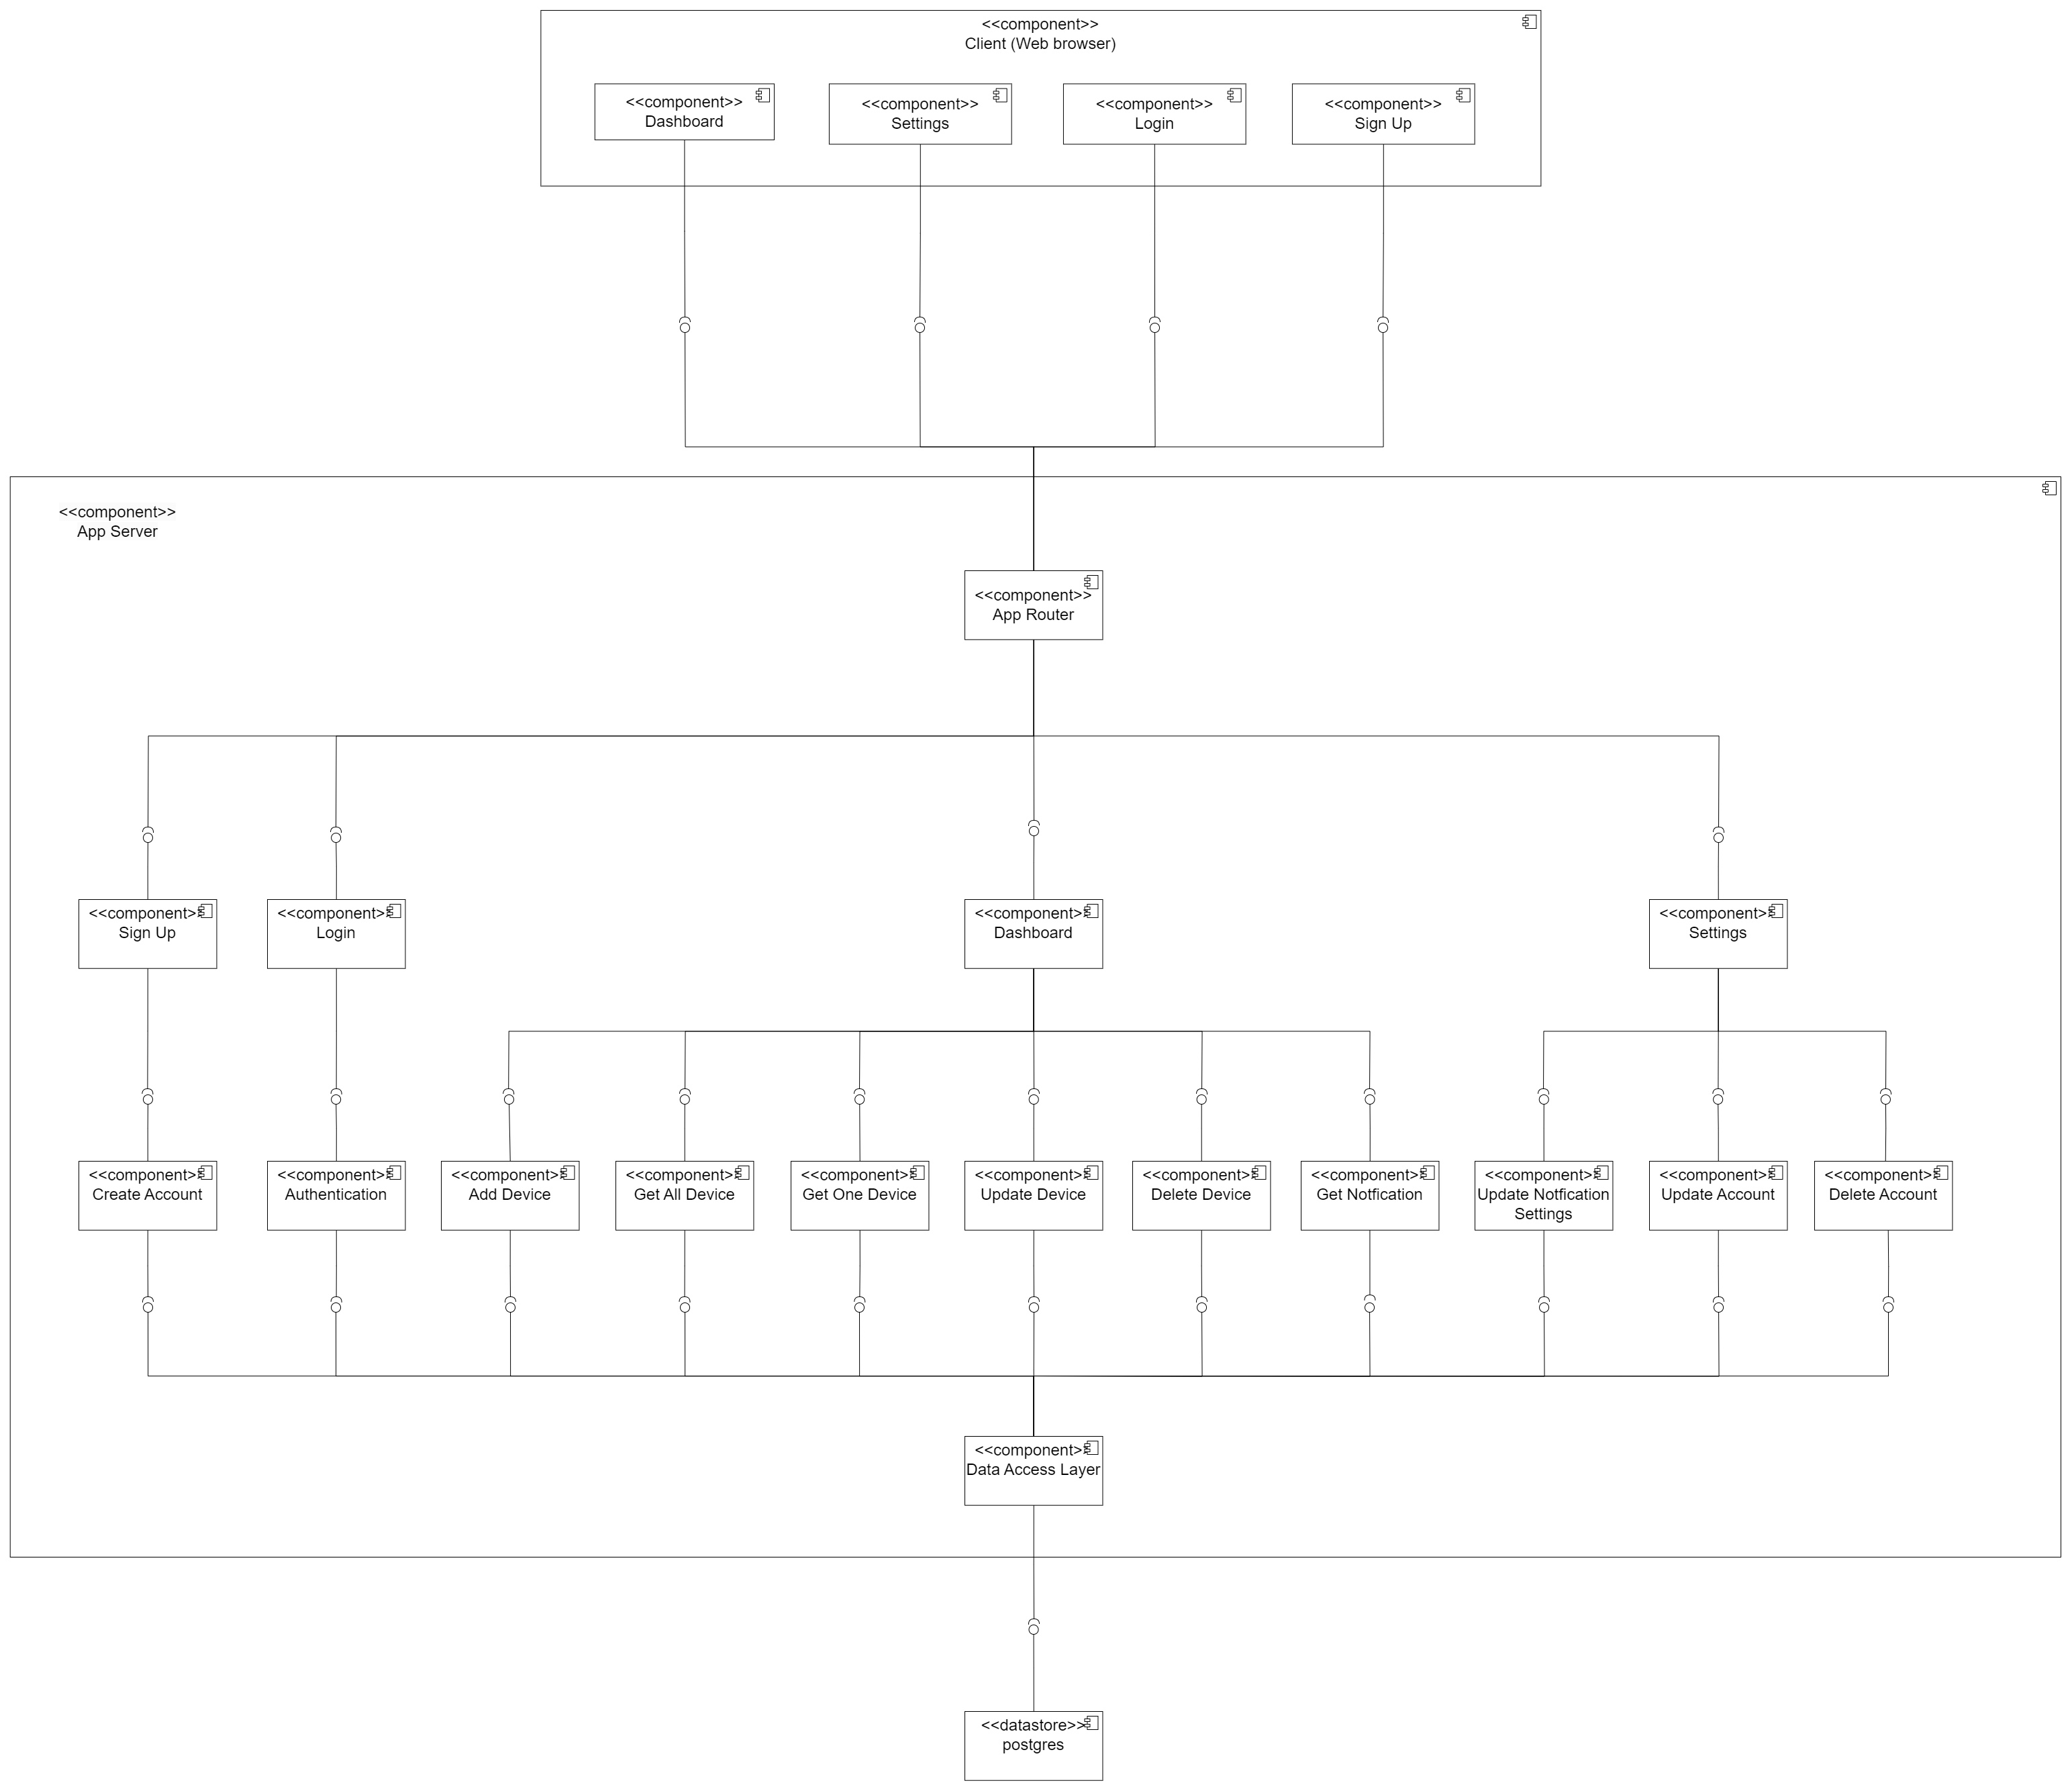 <<component>>
Client (Web browser)
<<component>>
Dashboard
<<component>>
Settings
<<component>>
Login
<<component>>
Sign Up
<<component>>
App Server
<<component>>
App Router
<<component>>
Sign Up
<<component>>
Login
<<component>>
Dashboard
<<component>>
Settings
<<component>>
Create Account
<<component>>
Authentication
<<component>>
Add Device
<<component>>
Get All Device
<<component>>
Get One Device
<<component>>
Update Device
<<component>>
Delete Device
<<component>>
Get Notfication
<<component>>
Update Notfication
Settings
<<component>>
Update Account
<<component>>
Delete Account
<<component>>
Data Access Layer
<<datastore>>
postgres